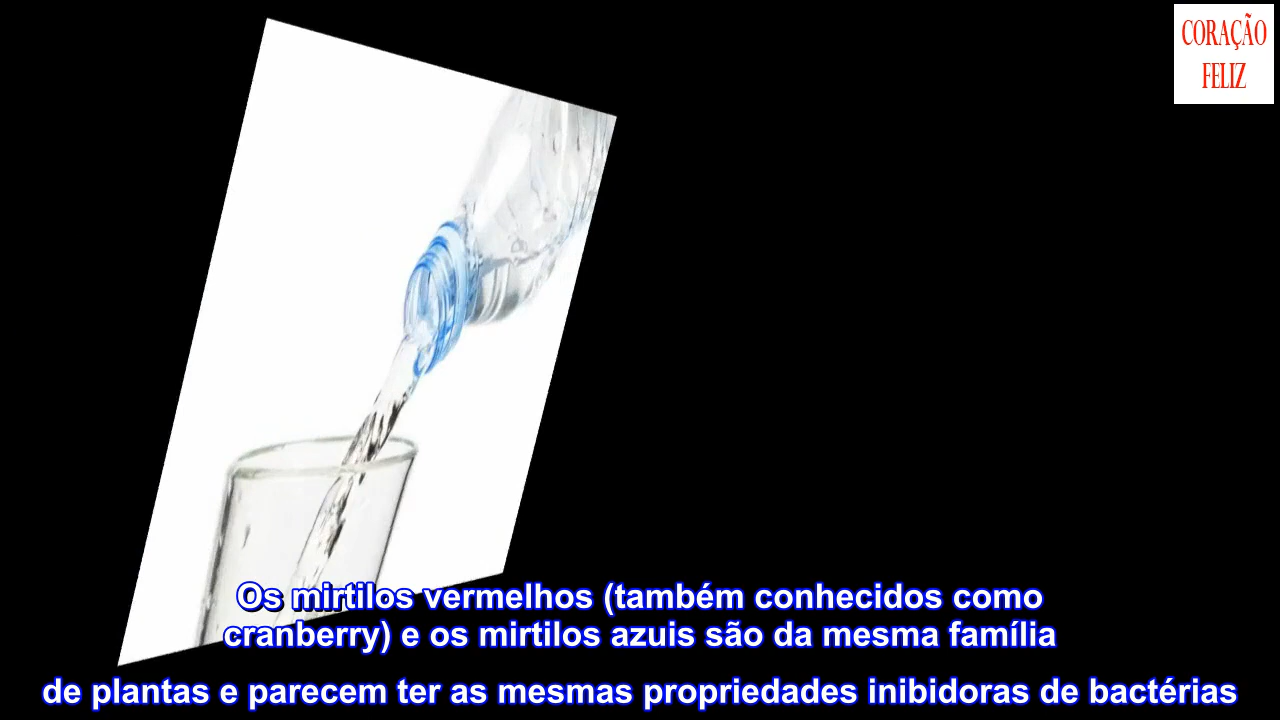 CORAÇÃO
FELIZ
Os mirtilos vermelhos (também conhecidos como
cranberry) e os mirtilos azuis são da mesma família
de plantas e parecem ter as mesmas propriedades inibidoras de bactérias